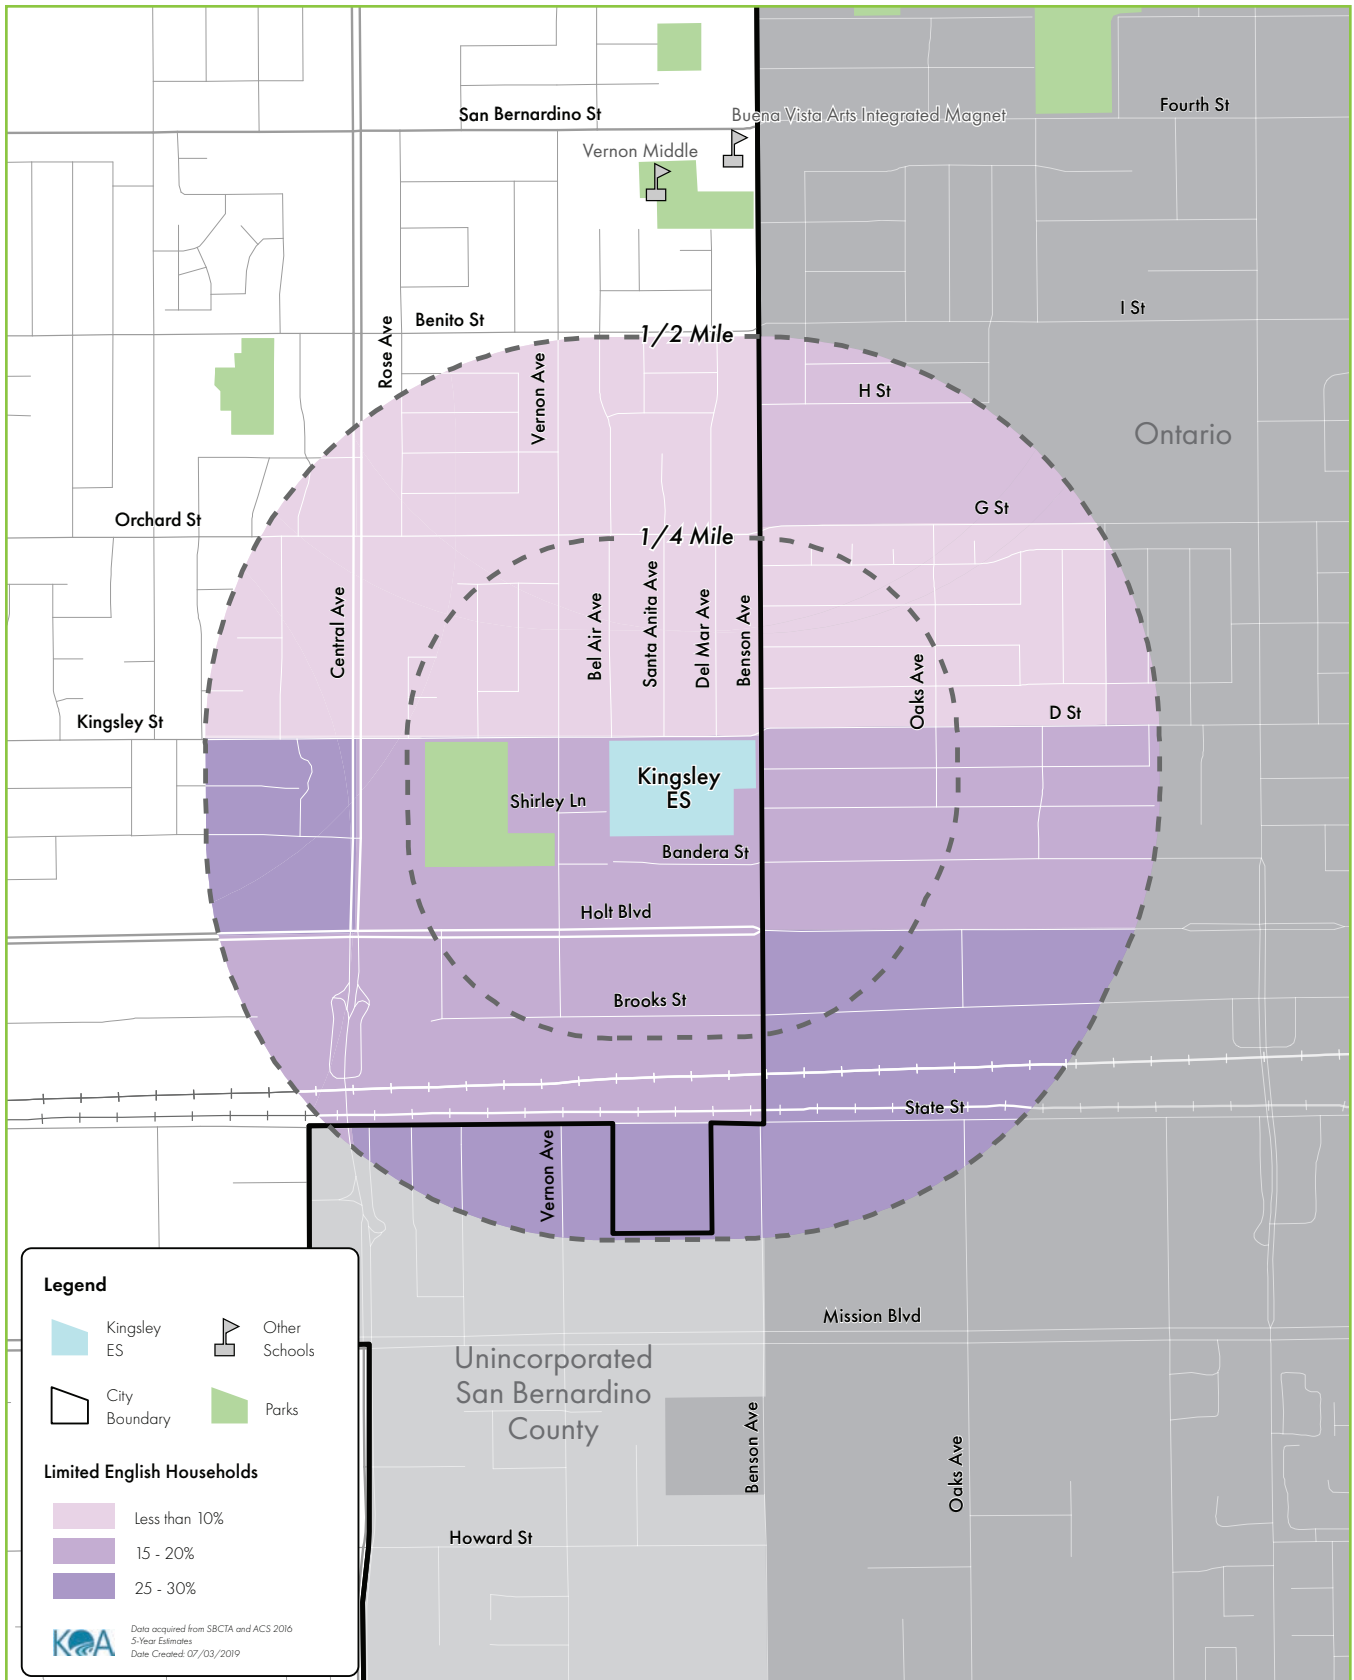 San Bernardino St
Buena Vista Arts Integrated Magnet
Fourth St
Vernon Middle
I St
Benito St
1/2 Mile
Rose Ave
Vernon Ave
H St
Ontario
G St
Orchard St
1/4 Mile
Central Ave
Bel Air Ave
Santa Anita Ave
Del Mar Ave
Benson Ave
Oaks Ave
Kingsley St
D St
Kingsley
ES
Shirley Ln
Bandera St
Holt Blvd
Brooks St
State St
Vernon Ave
Mission Blvd
Unincorporated
San Bernardino
County
Benson Ave
Oaks Ave
Howard St
Legend
Kingsley
ES
Other
Schools
City
Boundary
Parks
Limited English Households
Less than 10%
15 - 20%
25 - 30%
KOA
Data acquired from SBCTA and ACS 2016
5-Year Estimates
Date Created: 07/03/2019